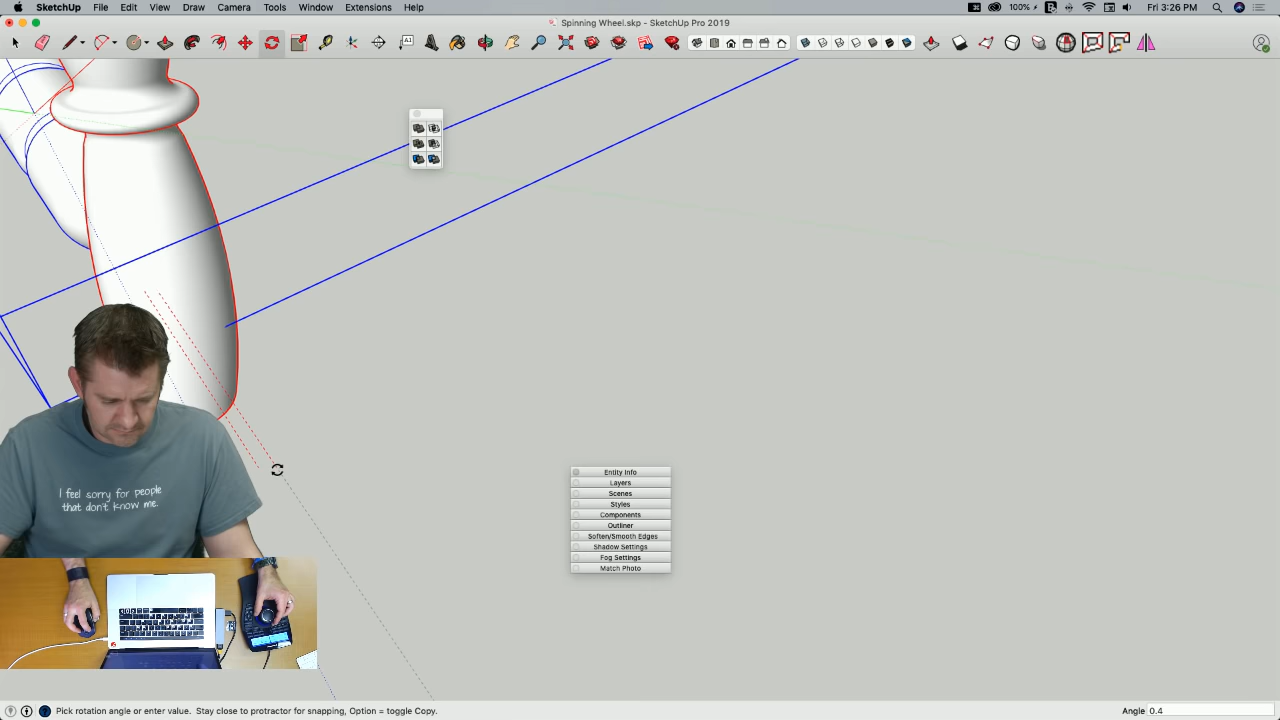 SketchUp File Edit View Draw Camera Tools Window Extensions Help 100% Fri 3:26 PM
Spinning Wheel.skp - SketchUp Pro 2019
A1
Entity Info
Layers
Scenes
Styles
Components
Outliner
Soften/Smooth Edges
Shadow Settings
Fog Settings
Match Photo
I feel sorry for people
that don't know me.
Pick rotation angle or enter value. Stay close to protractor for snapping, Option = toggle Copy. Angle 0.4